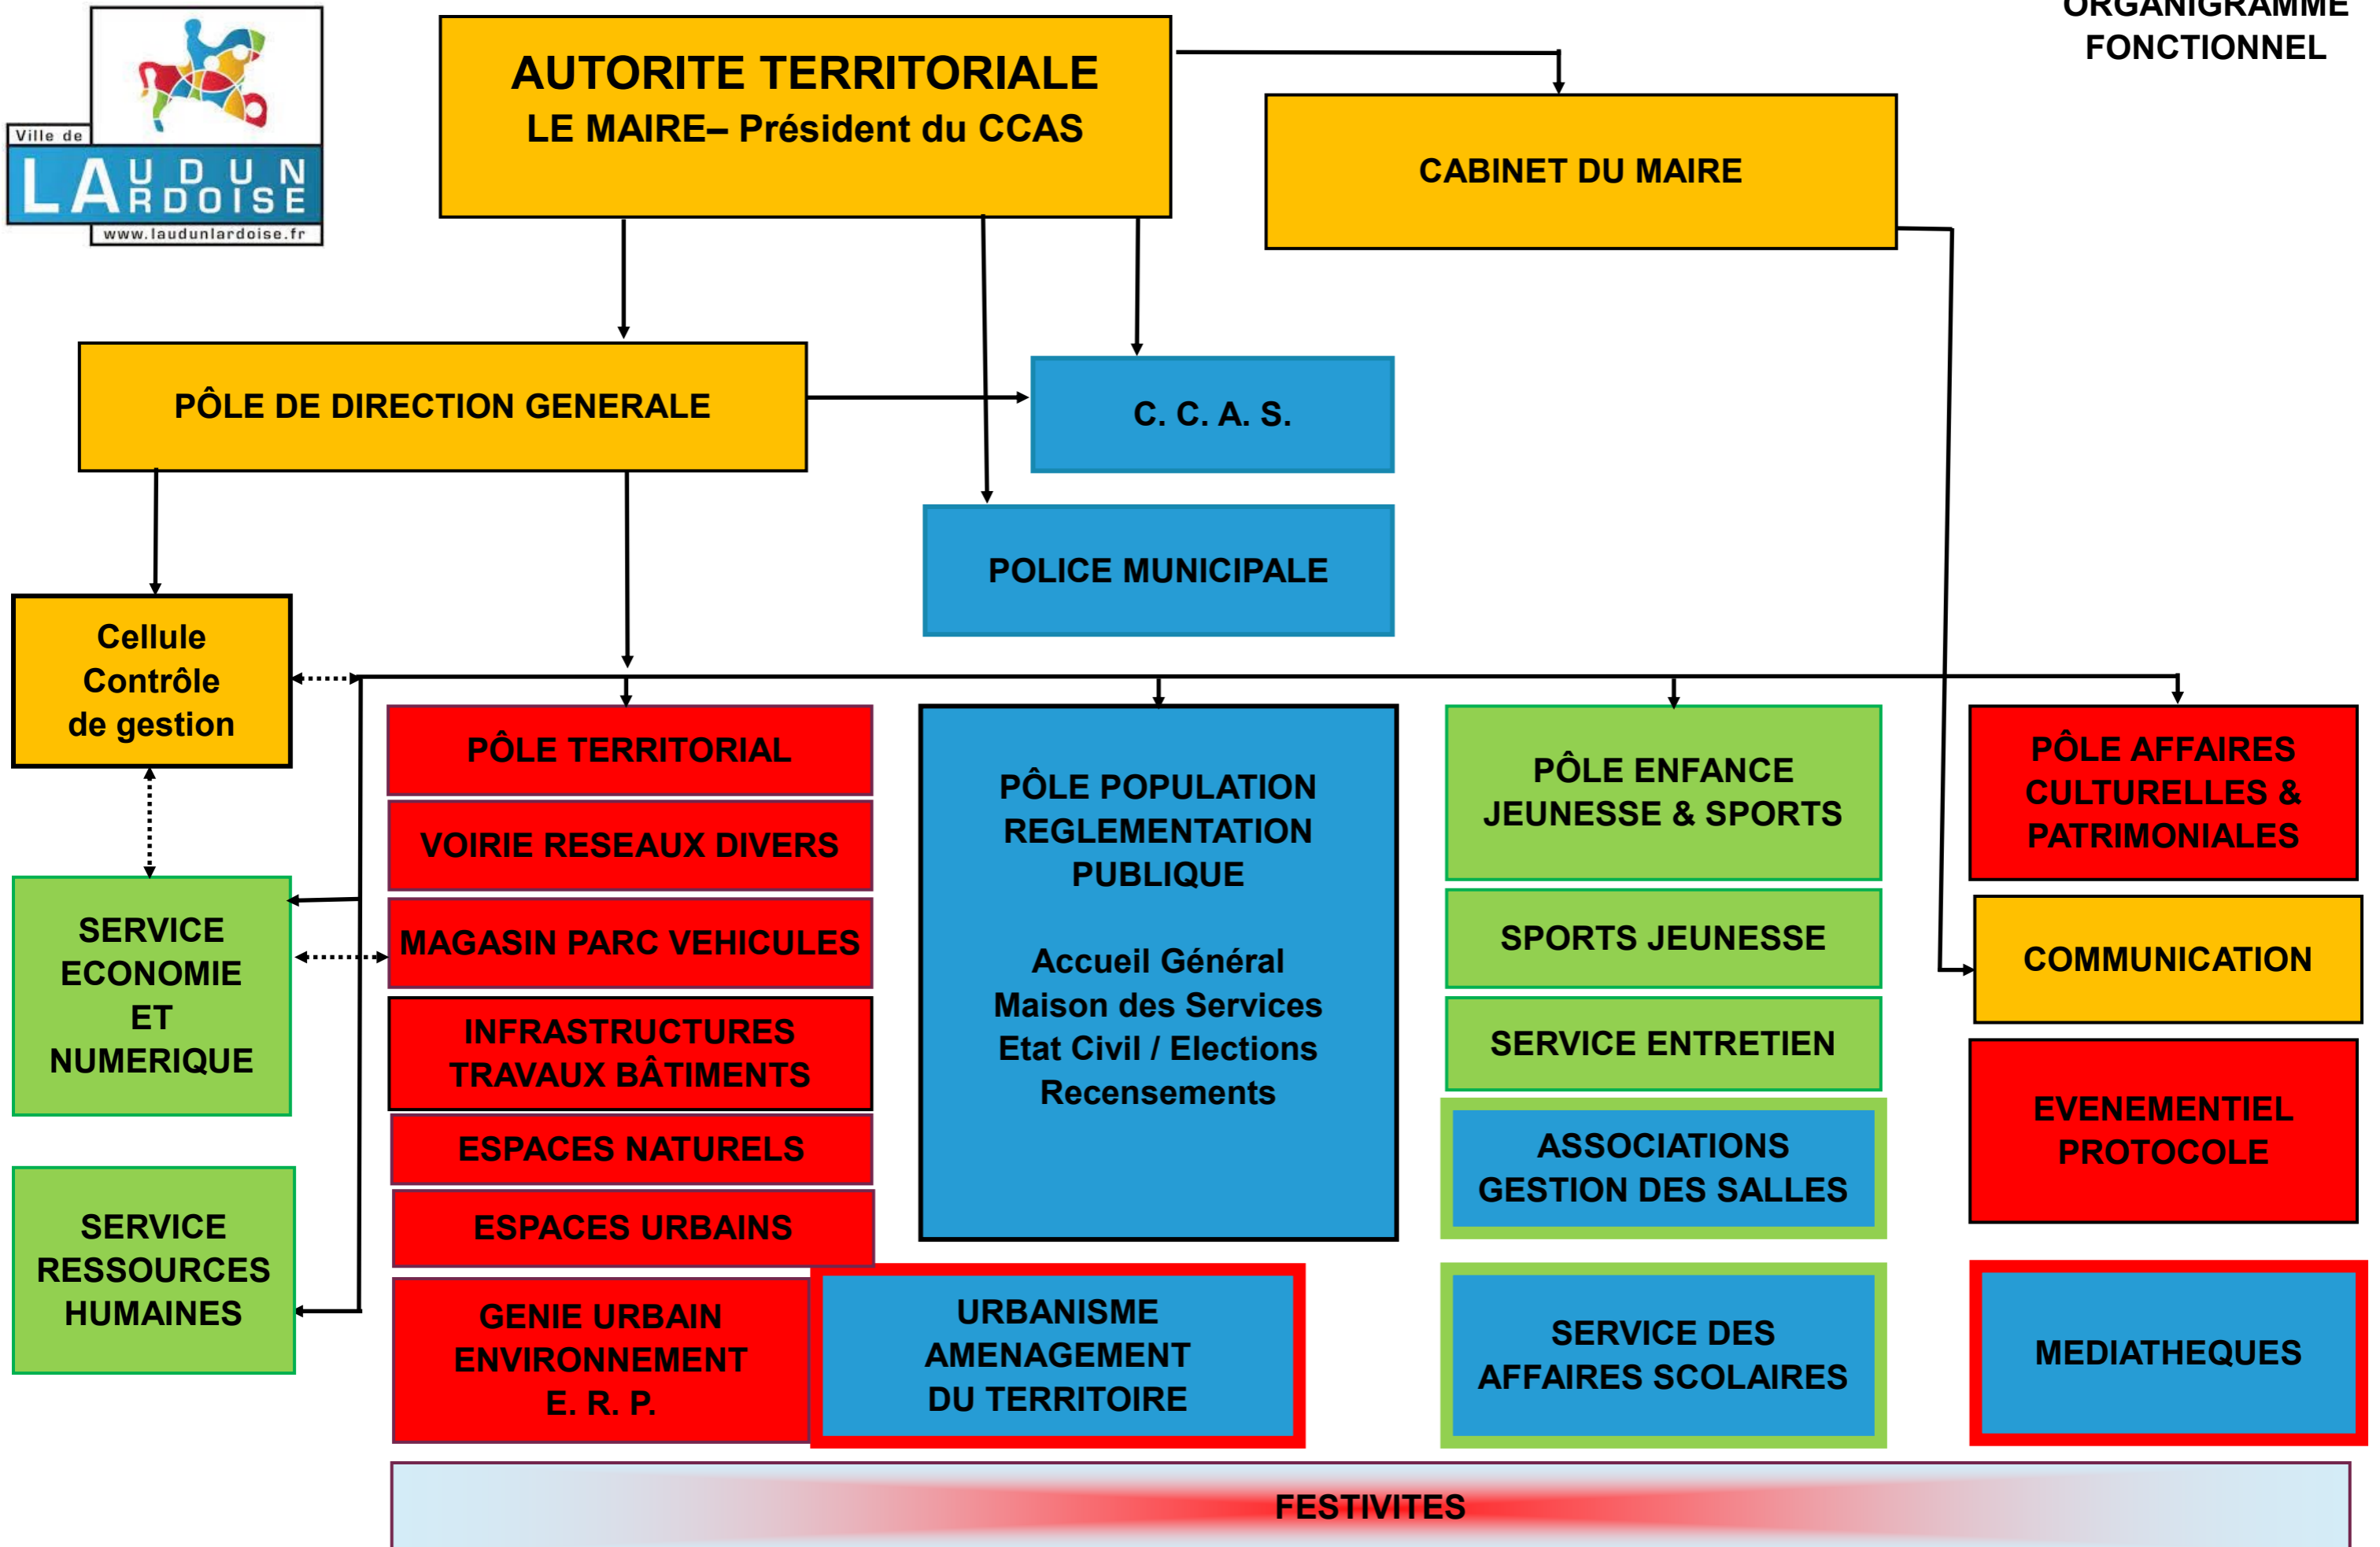 ORGANIGRAMME
FONCTIONNEL
Ville de
LAUDUN
LARDOISE
www.laudunlardoise.fr
AUTORITE TERRITORIALE
LE MAIRE– Président du CCAS
CABINET DU MAIRE
PÔLE DE DIRECTION GENERALE
C. C. A. S.
POLICE MUNICIPALE
Cellule
Contrôle
de gestion
SERVICE
ECONOMIE
ET
NUMERIQUE
SERVICE
RESSOURCES
HUMAINES
PÔLE TERRITORIAL
VOIRIE RESEAUX DIVERS
MAGASIN PARC VEHICULES
INFRASTRUCTURES
TRAVAUX BÂTIMENTS
ESPACES NATURELS
ESPACES URBAINS
GENIE URBAIN
ENVIRONNEMENT
E. R. P.
PÔLE POPULATION
REGLEMENTATION
PUBLIQUE
Accueil Général
Maison des Services
Etat Civil / Elections
Recensements
URBANISME
AMENAGEMENT
DU TERRITOIRE
PÔLE ENFANCE
JEUNESSE & SPORTS
SPORTS JEUNESSE
SERVICE ENTRETIEN
ASSOCIATIONS
GESTION DES SALLES
SERVICE DES
AFFAIRES SCOLAIRES
PÔLE AFFAIRES
CULTURELLES &
PATRIMONIALES
COMMUNICATION
EVENEMENTIEL
PROTOCOLE
MEDIATHEQUES
FESTIVITES